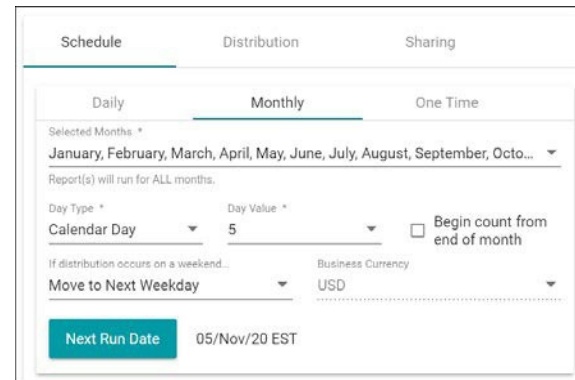 Schedule Distribution Sharing
Daily Monthly One Time
Selected Months *
January, February, March, April, May, June, July, August, September, Octo...
Report(s) will run for ALL months.
Day Type * Day Value *
Calendar Day 5 Begin count from
end of month
If distribution occurs on a weekend... Business Currency
Move to Next Weekday USD
Next Run Date 05/Nov/20 EST